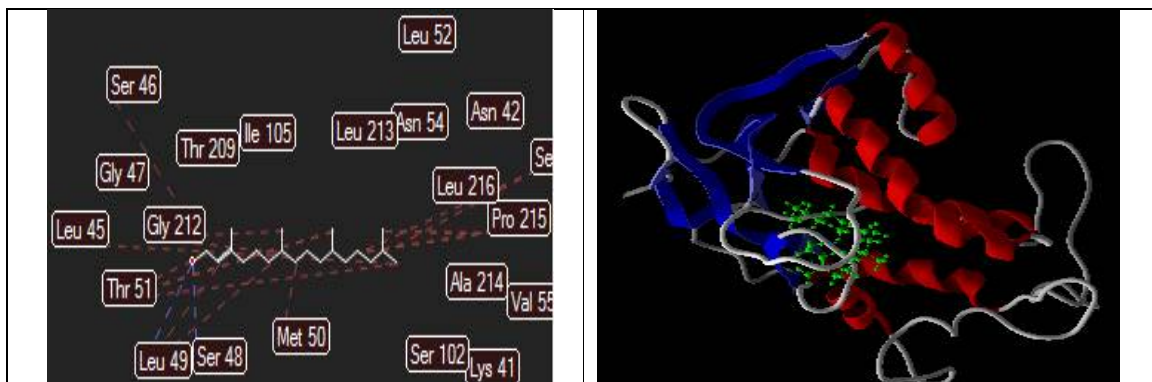 Leu 52
Ser 46
Asn 42
Asn 54
Leu 213
Ile 105
Thr 209
Gly 47
Leu 216
Pro 215
Gly 212
Leu 45
Thr 51
Ala 214
Val 55
Met 50
Leu 49
Ser 48
Ser 102
Lys 41